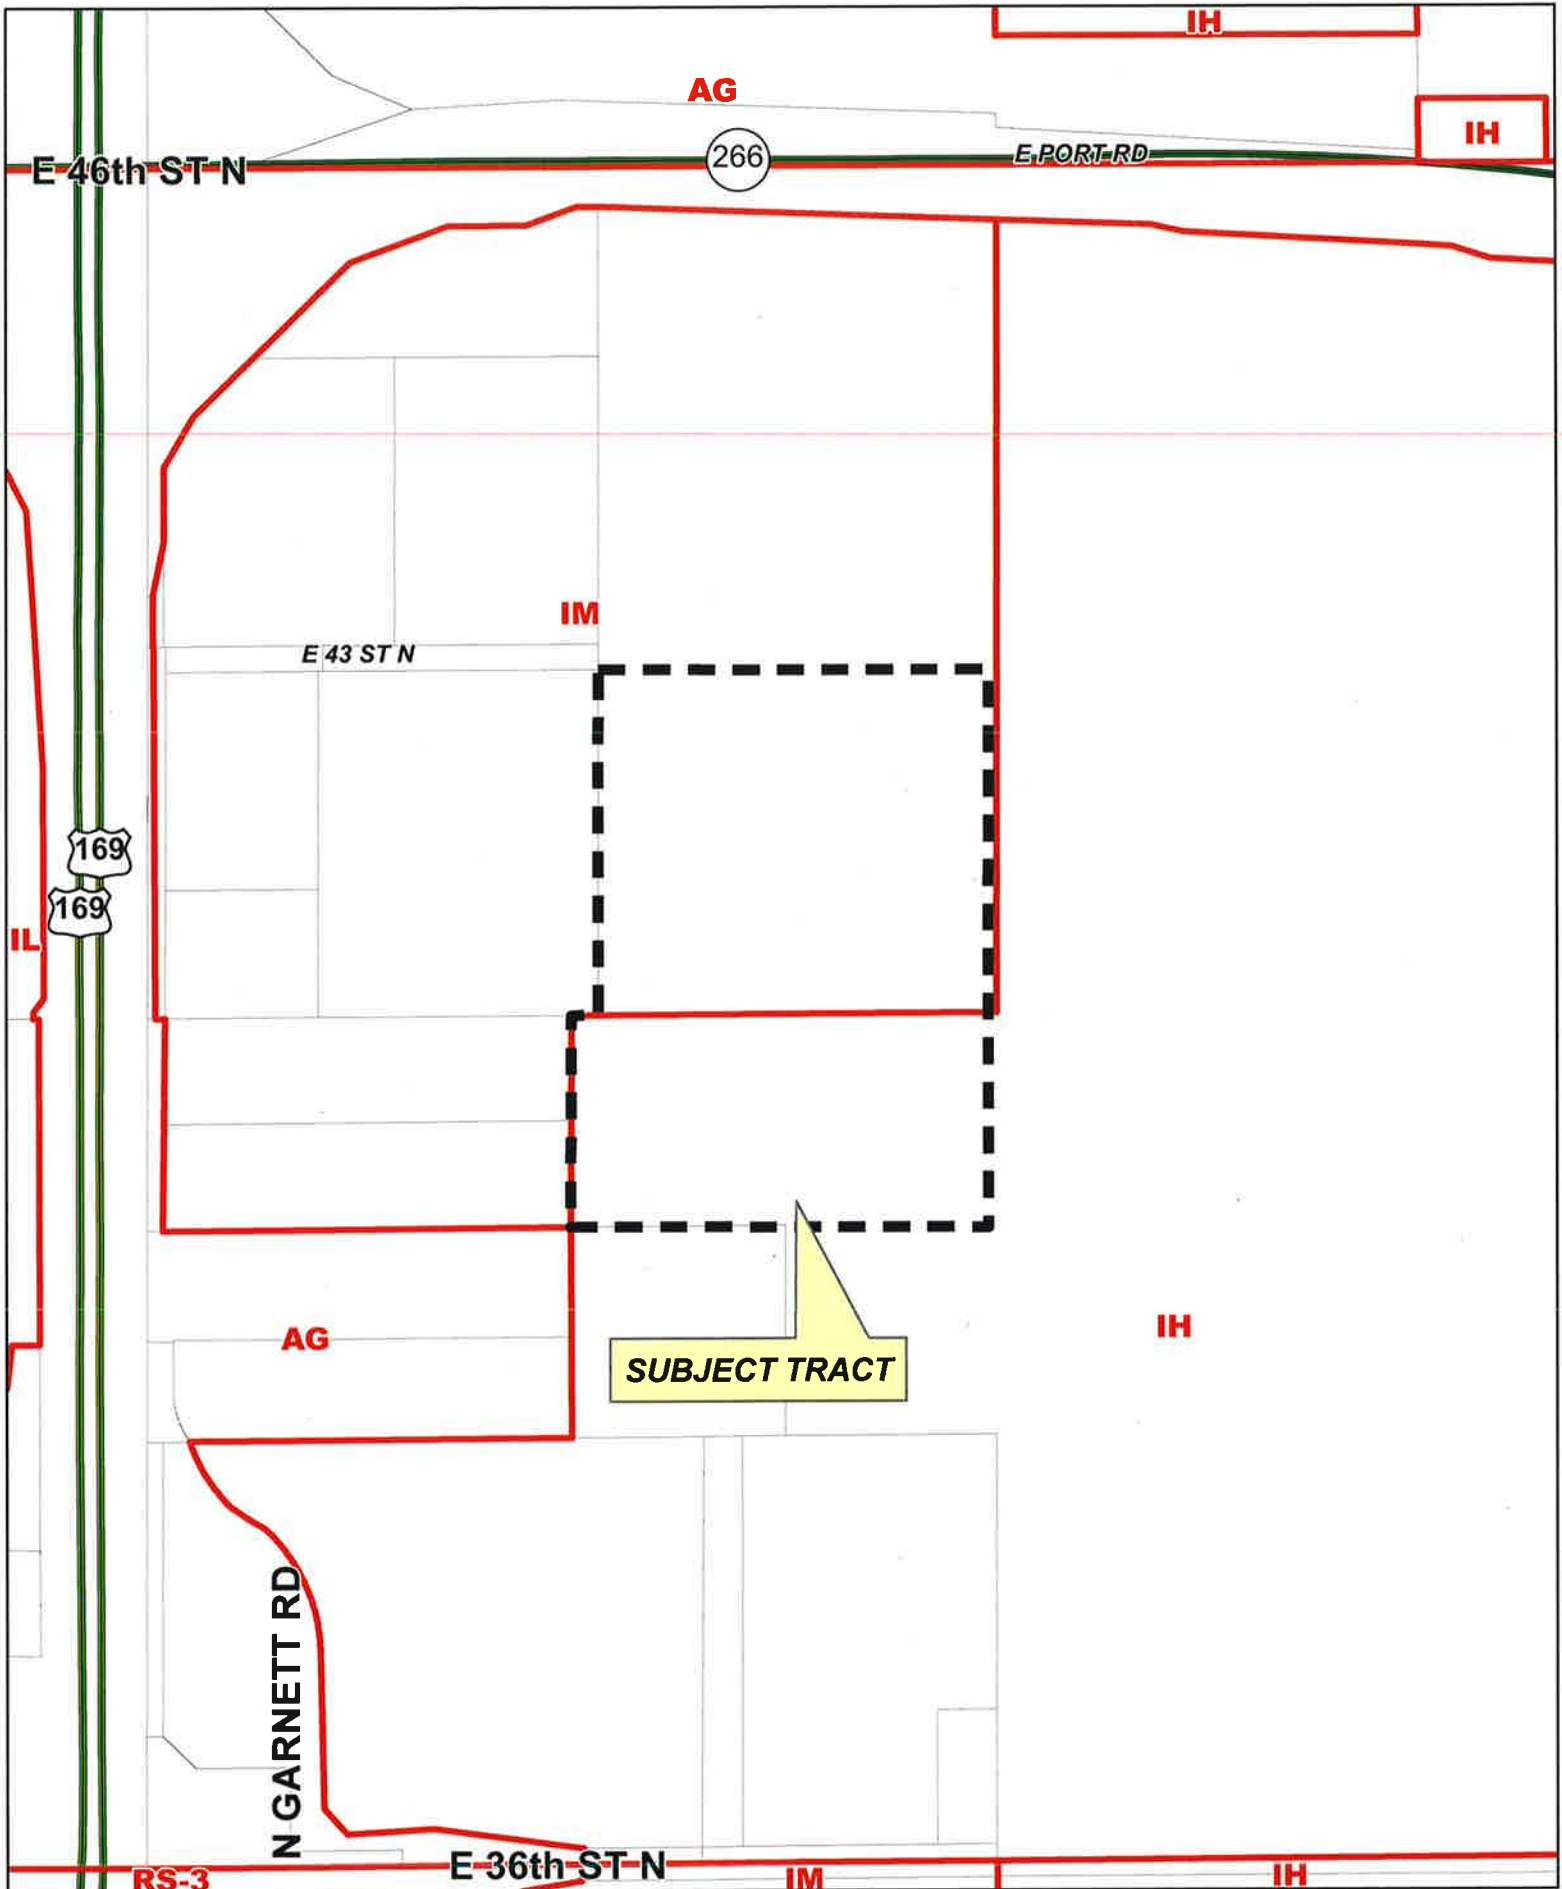 IH
AG
IH
E 46th ST N
266
E PORT RD
IM
E 43 ST N
169
169
IL
AG
IH
SUBJECT TRACT
N GARNETT RD
E 36th ST N
RS-3
IM
IH